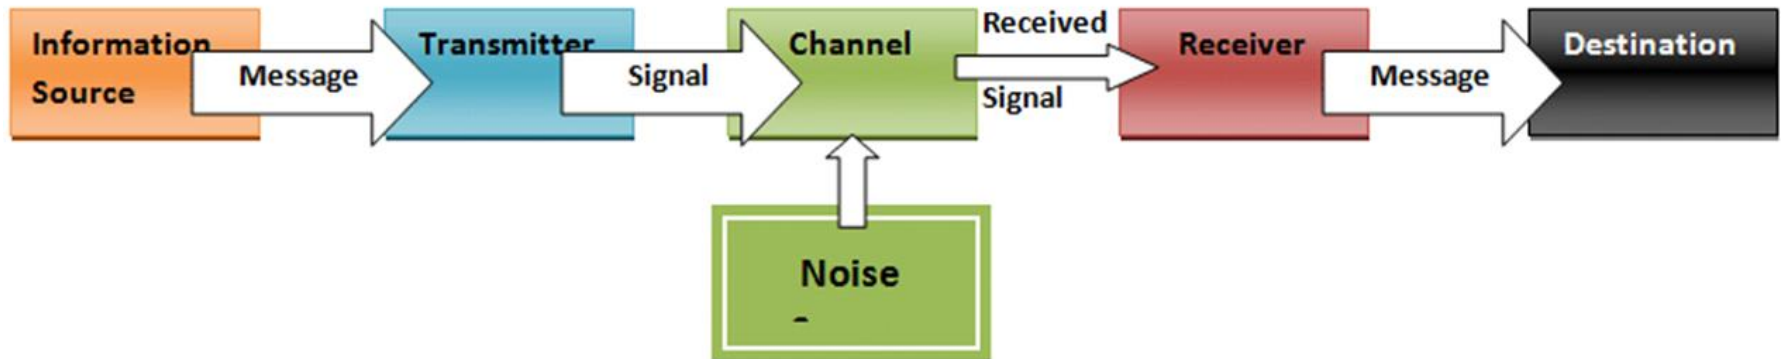 Information
Source
Message
Transmitter
Signal
Channel
Received
Signal
Receiver
Message
Destination
Noise